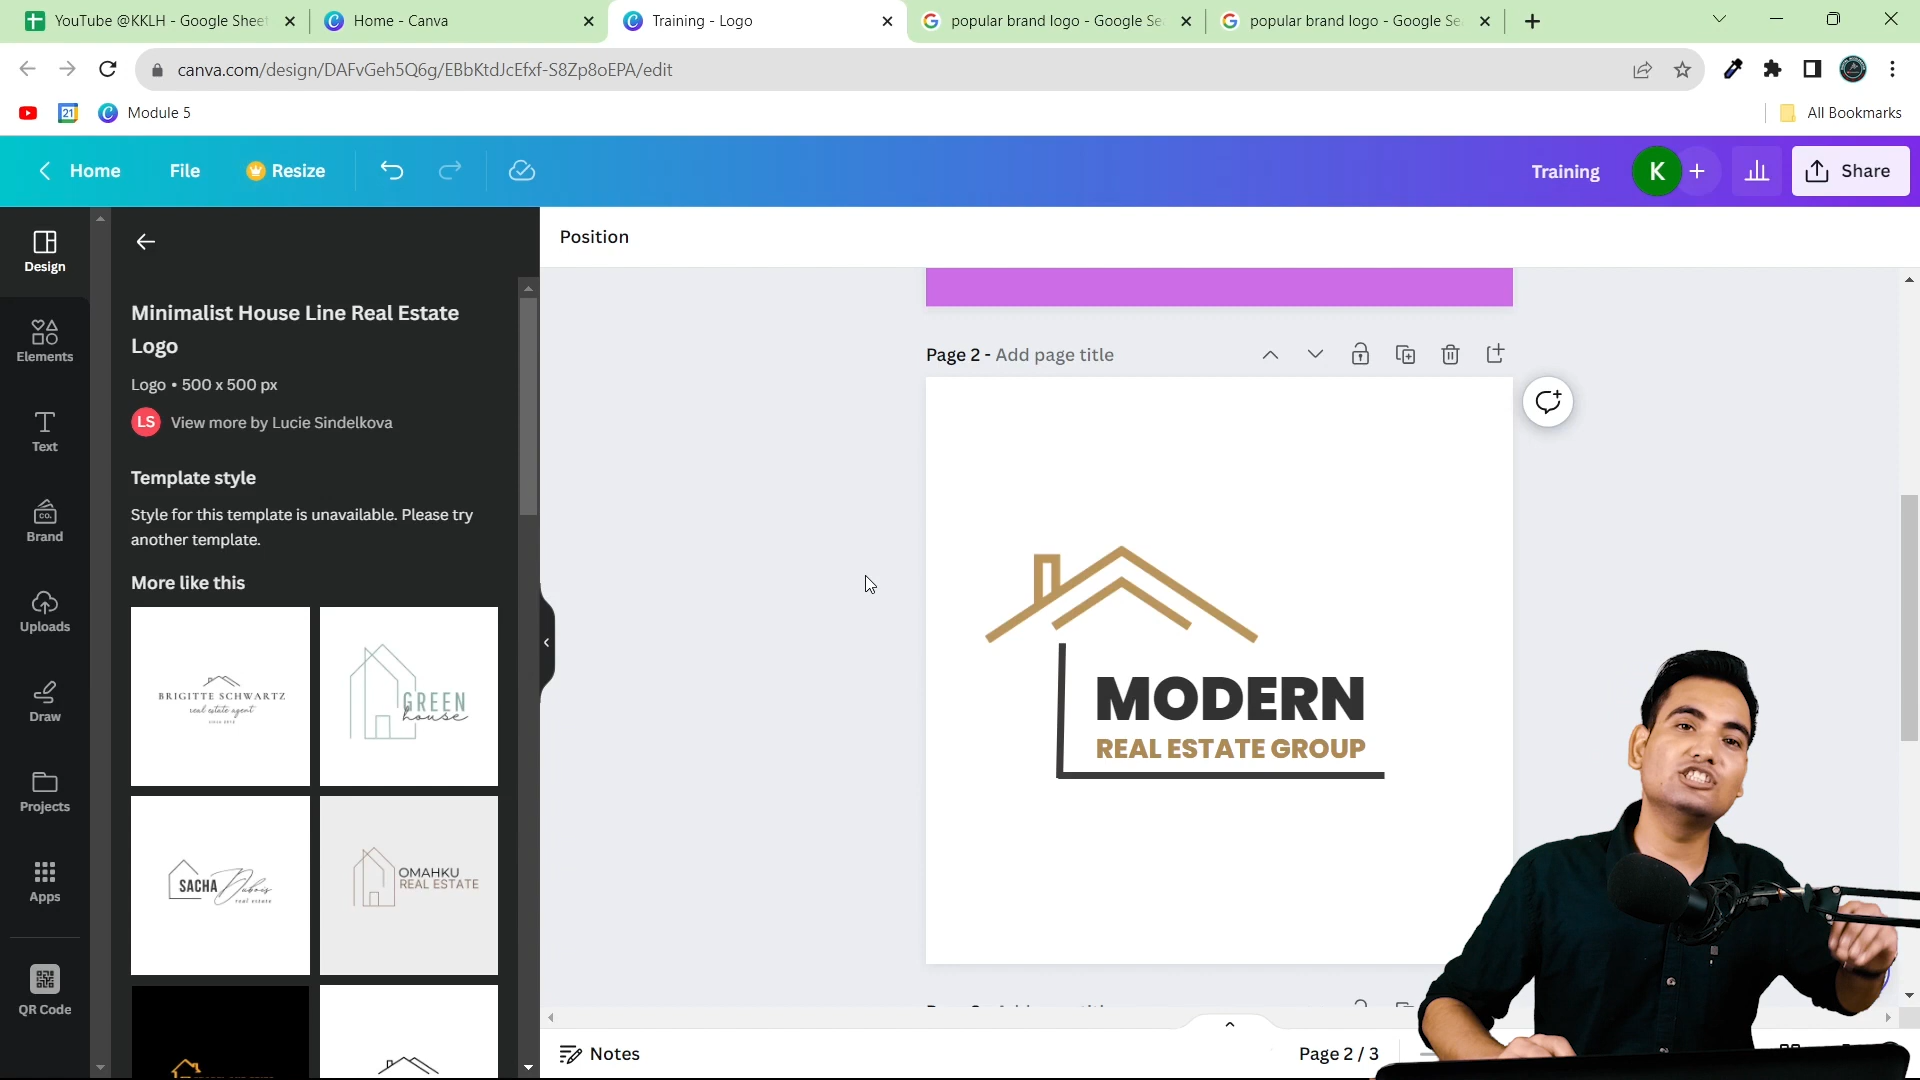 YouTube @KKLH - Google Sheet
Home - Canva
Training - Logo
popular brand logo - Google Se
popular brand logo - Google Se
canva.com/design/DAFvGeh5Q6g/EBbKtdJcEfxf-S8Zp8oEPA/edit
21
Module 5
All Bookmarks
Home
File
Resize
Training
K
Share
Design
Elements
Text
CO.
Brand
Uploads
Draw
Projects
Apps
QR Code
Minimalist House Line Real Estate
Logo
Logo • 500 x 500 px
LS
View more by Lucie Sindelkova
Template style
Style for this template is unavailable. Please try
another template.
More like this
BRIGITTE SCHWARTZ
real estate agent
GREEN
house
SACHA Dubois
real estate
OMAHKU
REAL ESTATE
Position
Page 2 - Add page title
MODERN
REAL ESTATE GROUP
Notes
Page 2 / 3